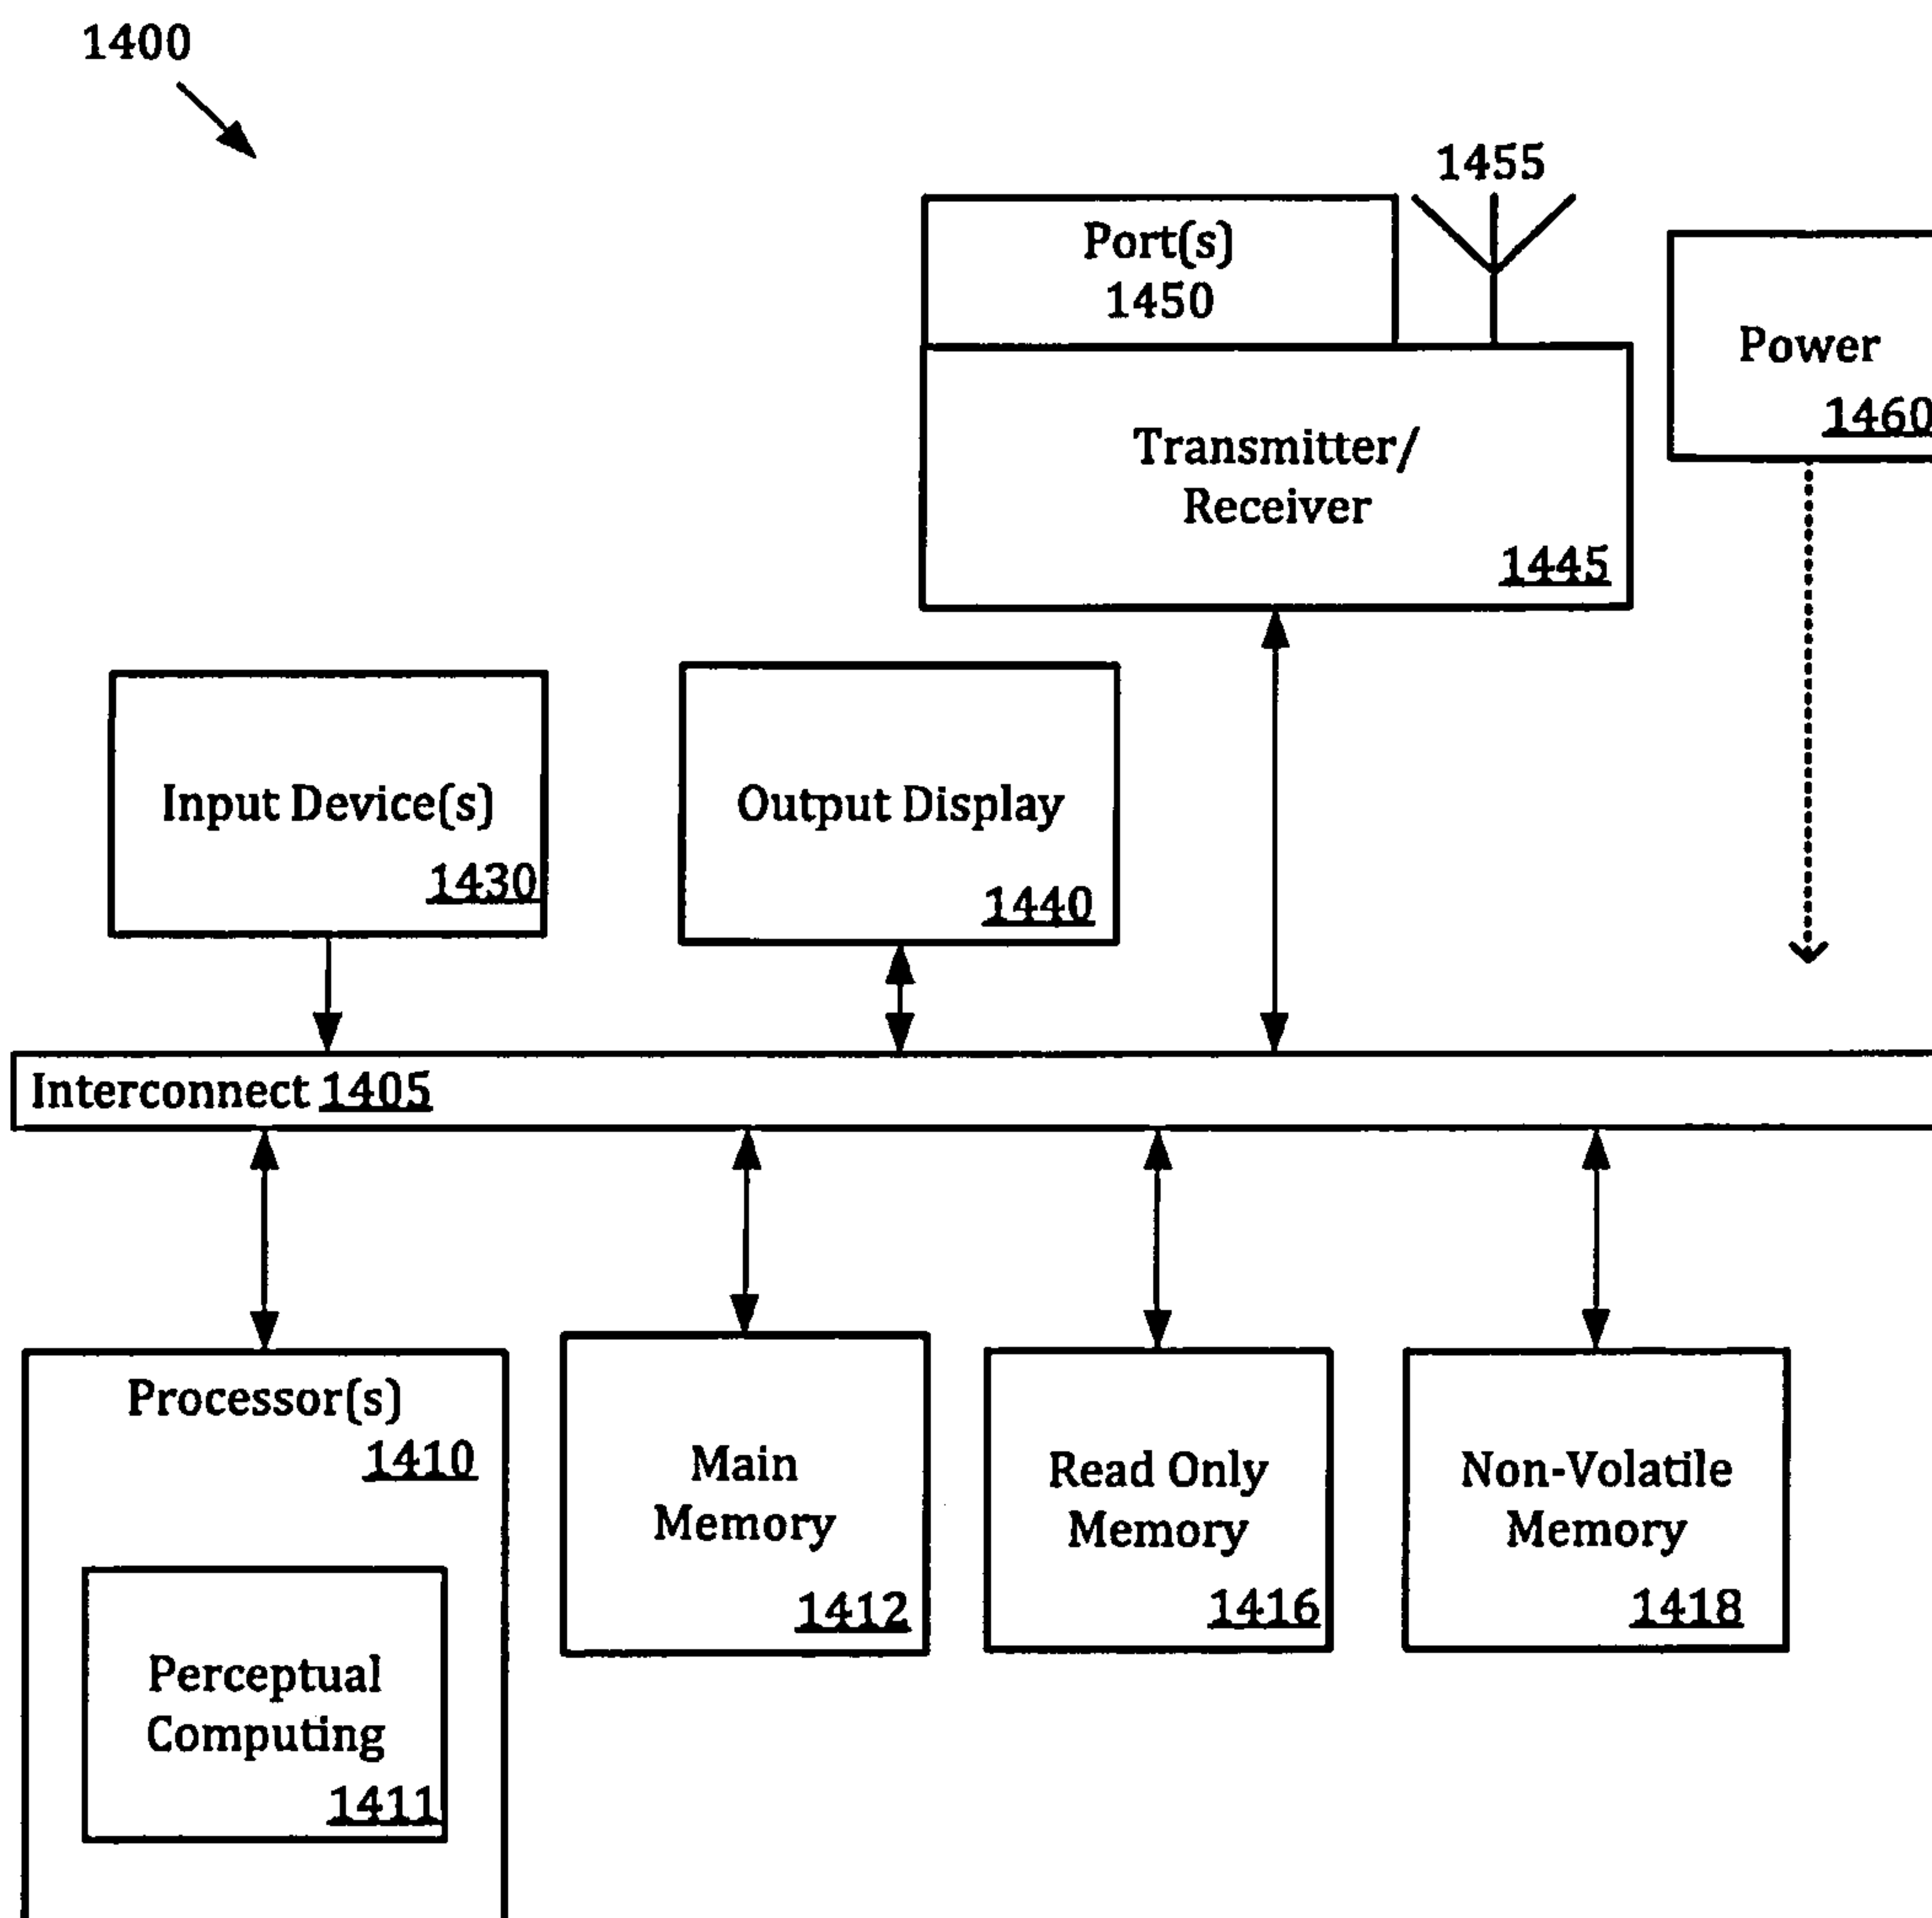 1400
1455
Port(s)
1450
Power
1460
Transmitter/
Receiver
1445
Input Device(s)
1430
Output Display
1440
Interconnect 1405
Processor(s)
1410
Main
Memory
1412
Read Only
Memory
1416
Non-Volatile
Memory
1418
Perceptual
Computing
1411